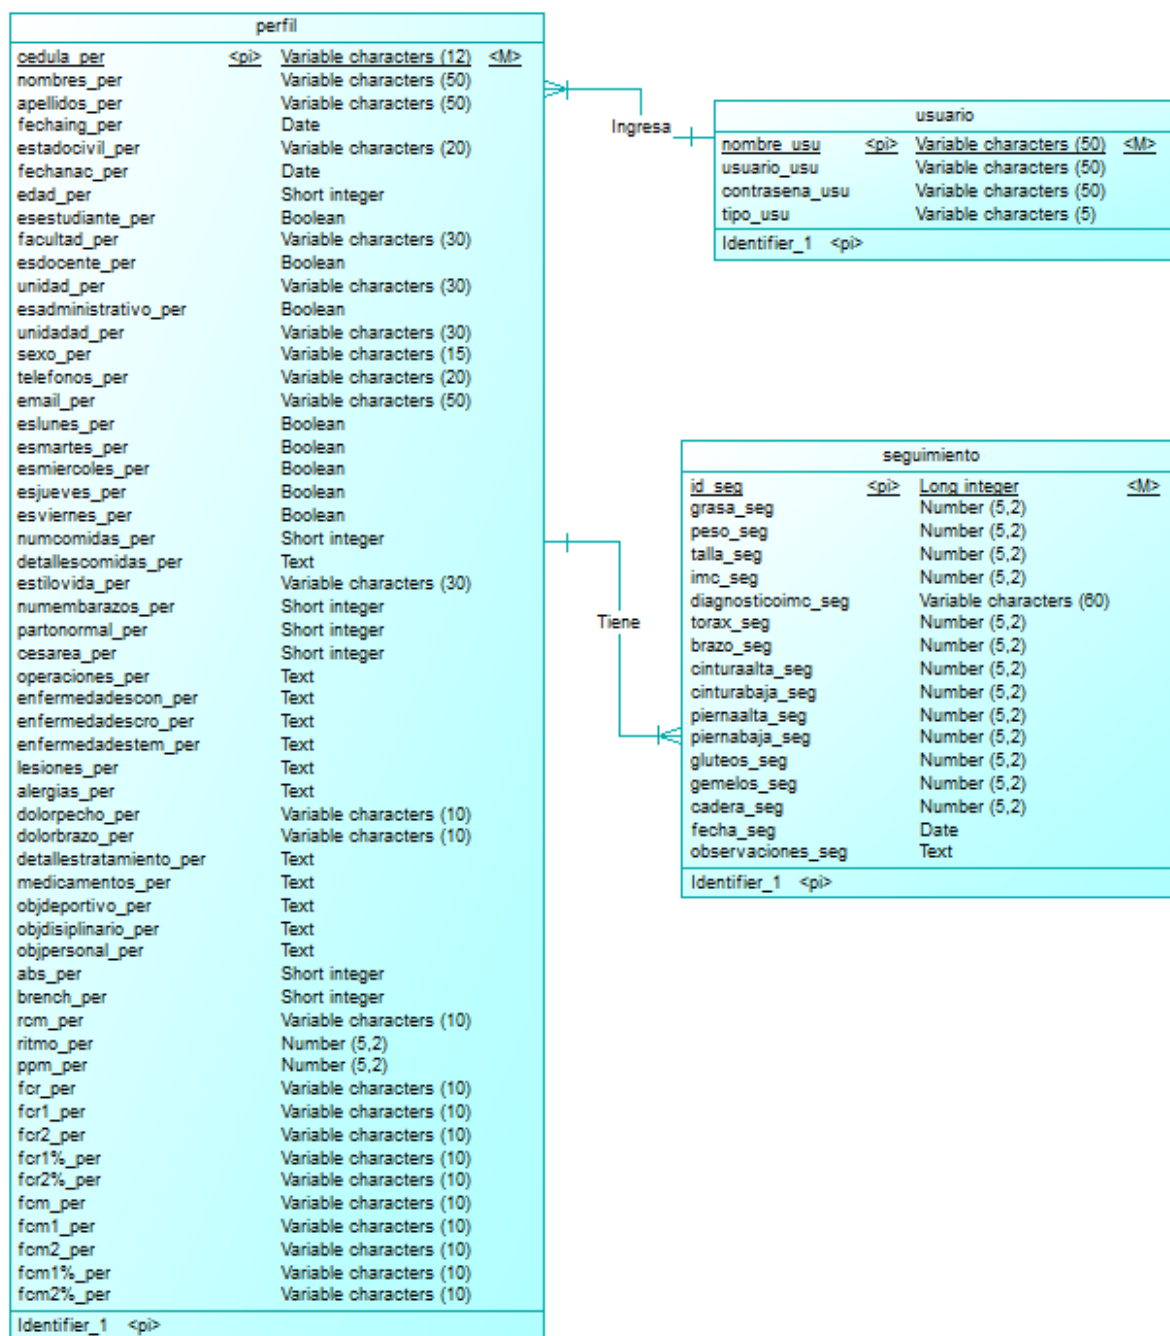 perfil
cedula_per <pi> Variable characters (12) <M>
nombres_per Variable characters (50)
apellidos_per Variable characters (50)
fechaing_per Date
estadocivil_per Variable characters (20)
fechanac_per Date
edad_per Short integer
esestudiante_per Boolean
facultad_per Variable characters (30)
esdocente_per Boolean
unidad_per Variable characters (30)
esadministrativo_per Boolean
unidadad_per Variable characters (30)
sexo_per Variable characters (15)
telefonos_per Variable characters (20)
email_per Variable characters (50)
eslunes_per Boolean
esmartes_per Boolean
esmiercoles_per Boolean
esjueves_per Boolean
esviernes_per Boolean
numcomidas_per Short integer
detallescomidas_per Text
estilovida_per Variable characters (30)
numembarazos_per Short integer
partonormal_per Short integer
cesarea_per Short integer
operaciones_per Text
enfermedadescon_per Text
enfermedadescro_per Text
enfermedadestem_per Text
lesiones_per Text
alergias_per Text
dolorpecho_per Variable characters (10)
dolorbrazo_per Variable characters (10)
detallestratamiento_per Text
medicamentos_per Text
objdeportivo_per Text
objdisiplinario_per Text
objpersonal_per Text
abs_per Short integer
brench_per Short integer
rcm_per Variable characters (10)
ritmo_per Number (5,2)
ppm_per Number (5,2)
fcr_per Variable characters (10)
fcr1_per Variable characters (10)
fcr2_per Variable characters (10)
fcr1%_per Variable characters (10)
fcr2%_per Variable characters (10)
fcm_per Variable characters (10)
fcm1_per Variable characters (10)
fcm2_per Variable characters (10)
fcm1%_per Variable characters (10)
fcm2%_per Variable characters (10)
Identifier_1 <pi>
Ingresa
usuario
nombre_usu <pi> Variable characters (50) <M>
usuario_usu Variable characters (50)
contrasena_usu Variable characters (50)
tipo_usu Variable characters (5)
Identifier_1 <pi>
Tiene
seguimiento
id_seg <pi> Long integer <M>
grasa_seg Number (5,2)
peso_seg Number (5,2)
talla_seg Number (5,2)
imc_seg Number (5,2)
diagnosticoimc_seg Variable characters (60)
torax_seg Number (5,2)
brazo_seg Number (5,2)
cinturaalta_seg Number (5,2)
cinturabaja_seg Number (5,2)
piernaalta_seg Number (5,2)
piernabaja_seg Number (5,2)
gluteos_seg Number (5,2)
gemelos_seg Number (5,2)
cadera_seg Number (5,2)
fecha_seg Date
observaciones_seg Text
Identifier_1 <pi>